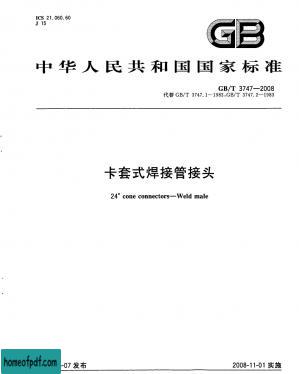 ICS 21.060.60
J 15
GB
中华人民共和国国家标准
GB/T 3747—2008
代替 GB/T 3747.1—1983,GB/T 3747.2—1983
卡套式焊接管接头
24° cone connectors—Weld male
-07 发布
2008-11-01 实施
homeofpdf.com
homeofpdf.com